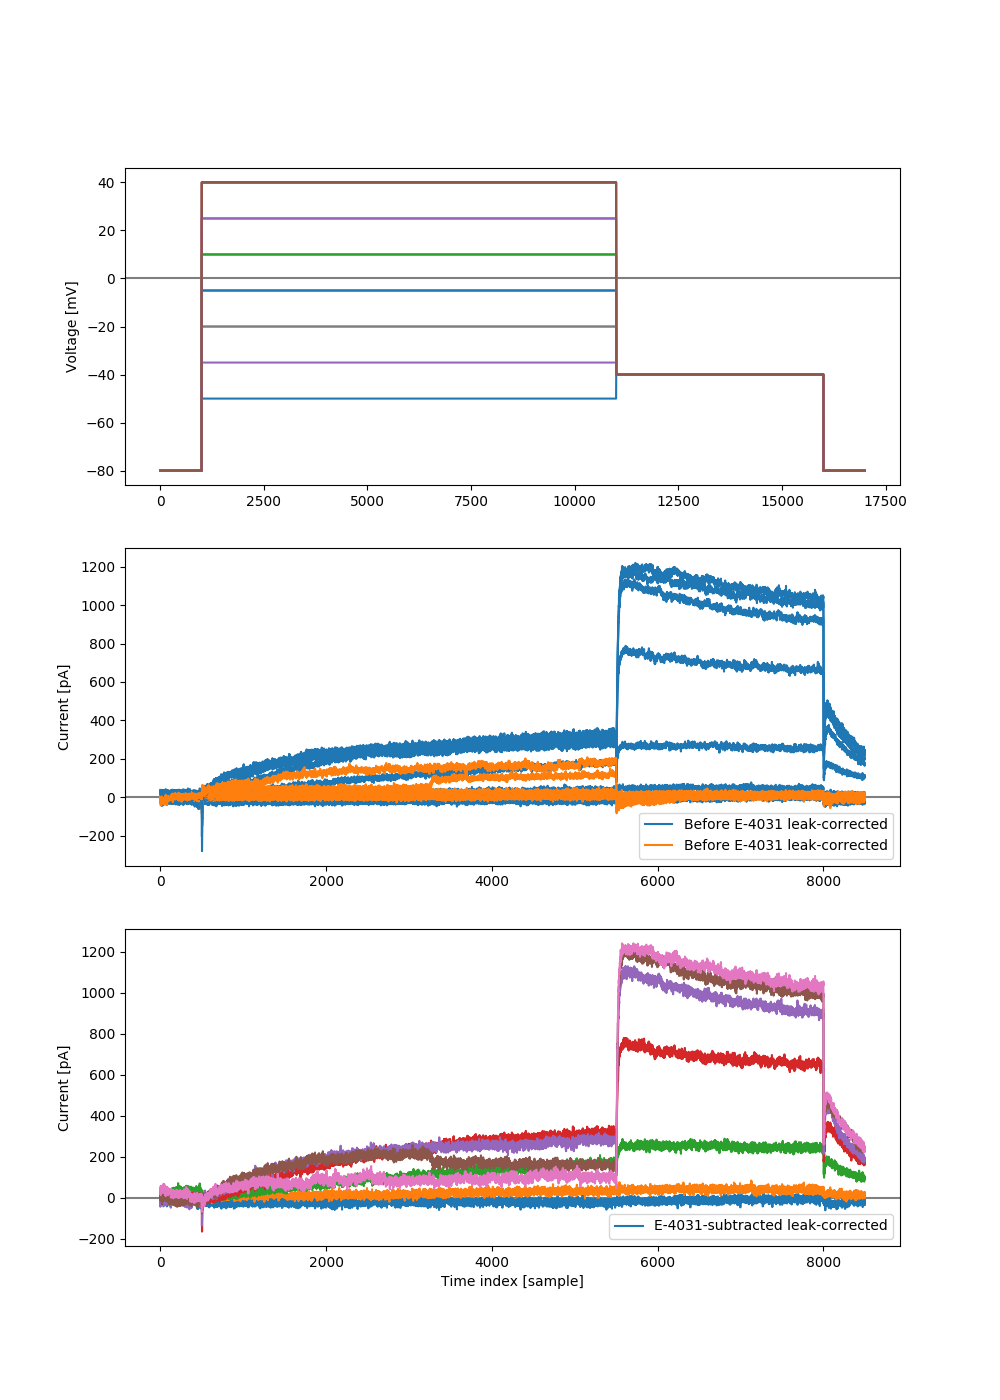 40
20
0
−20
−40
−60
−80
Voltage [mV]
0 2500 5000 7500 10000 12500 15000 17500
1200
1000
800
600
400
200
0
−200
Current [pA]
Before E-4031 leak-corrected
Before E-4031 leak-corrected
0 2000 4000 6000 8000
1200
1000
800
600
400
200
0
−200
Current [pA]
E-4031-subtracted leak-corrected
0 2000 4000 6000 8000
Time index [sample]